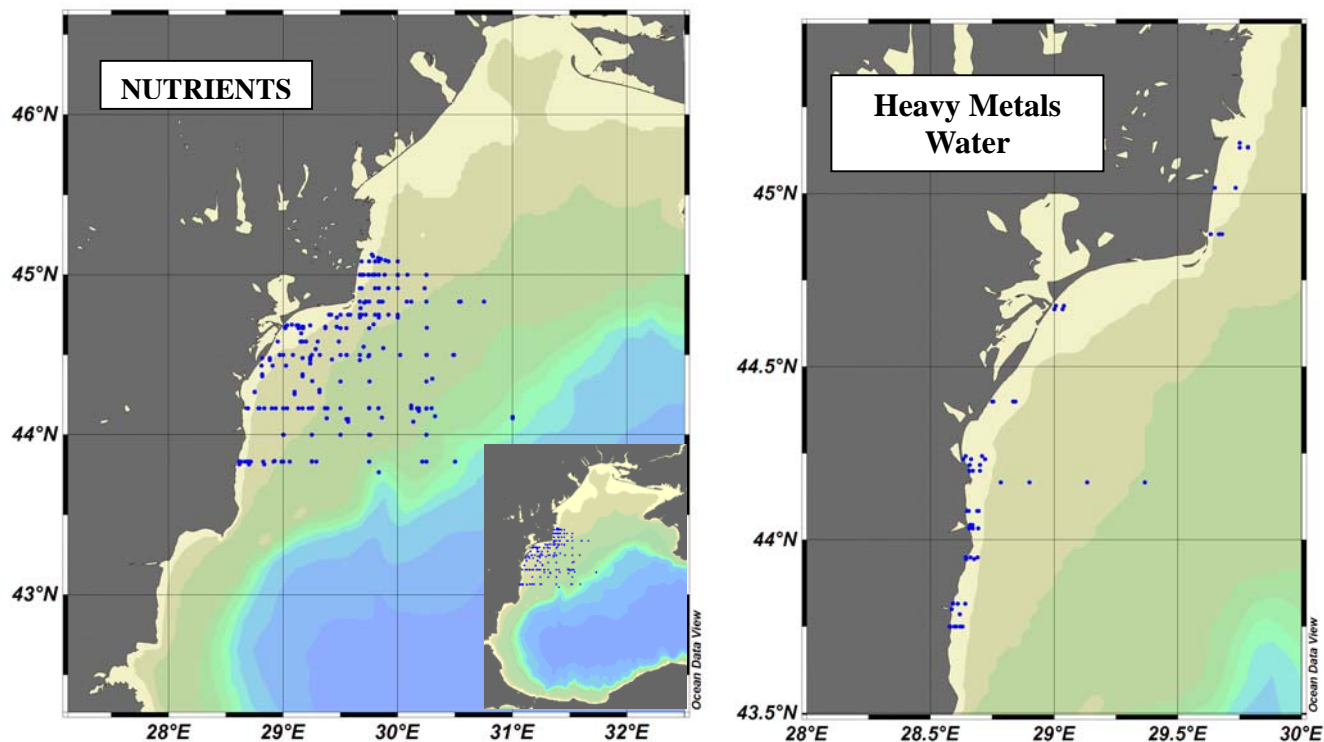 NUTRIENTS
46°N
45°N
44°N
43°N
28°E
29°E
30°E
31°E
32°E
Ocean Data View
Heavy Metals
Water
45°N
44.5°N
44°N
43.5°N
28°E
28.5°E
29°E
29.5°E
30°E
Ocean Data View